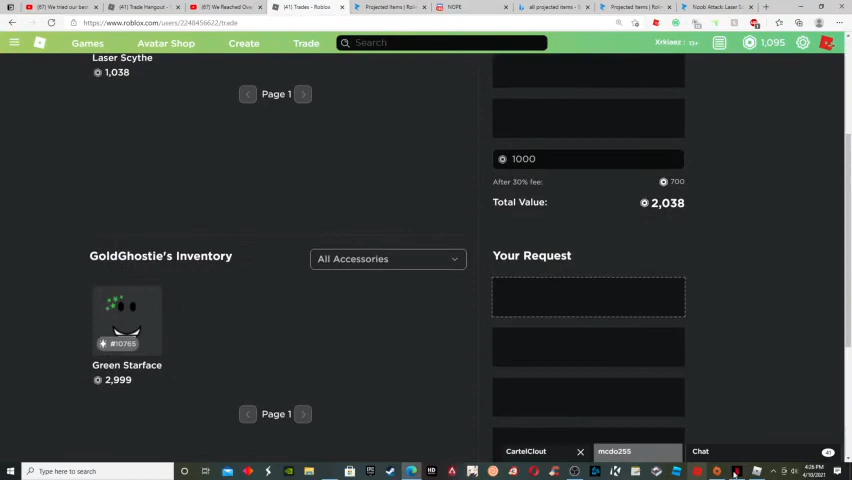 (67) We tried our best
(41) Trade Hangout -
(67) We Reached Ove
(41) Trades - Roblox
Projected Items | Rolim
NOPE
all projected items -
Projected Items | Rolim
Noob Attack: Laser Sc
https://www.roblox.com/users/2248456622/trade
Games
Avatar Shop
Create
Trade
Search
Xrkiaez
13+
1,095
Laser Scythe
1,038
Page 1
1000
After 30% fee:
700
Total Value:
2,038
GoldGhostie's Inventory
All Accessories
Your Request
#10765
Green Starface
2,999
Page 1
CartelClout
mcdo255
Chat
41
Type here to search
4:26 PM
4/10/2021